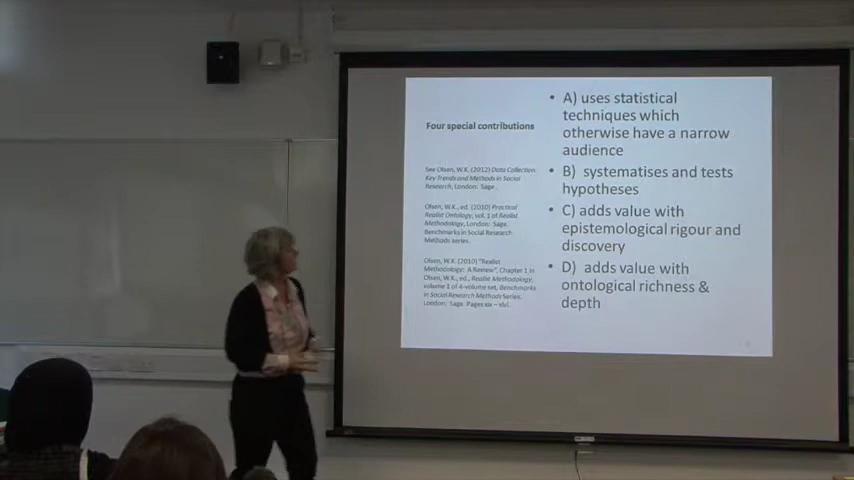 Four special contributions
See Olsen, W.K. (2012) Data Collection:
Key Trends and Methods in Social
Research, London: Sage.
Olsen, W.K., ed. (2010) Practical
Realist Ontology, vol. 1 of Realist
Methodology, London: Sage.
Benchmarks in Social Research
Methods series.
Olsen, W.K. (2010) "Realist
Methodology: A Review", Chapter 1 in
Olsen, W.K., ed., Realist Methodology,
volume 1 of 4-volume set, Benchmarks
in Social Research Methods Series.
London: Sage. Pages xix – xlvi.
• A) uses statistical
techniques which
otherwise have a narrow
audience
• B) systematises and tests
hypotheses
• C) adds value with
epistemological rigour and
discovery
• D) adds value with
ontological richness &
depth